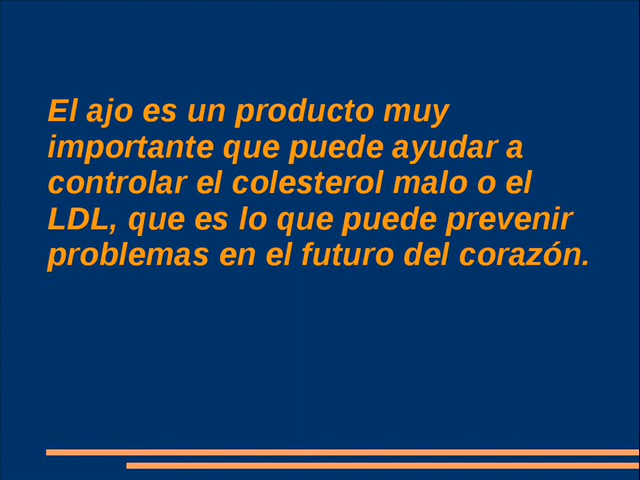 El ajo es un producto muy
importante que puede ayudar a
controlar el colesterol malo o el
LDL, que es lo que puede prevenir
problemas en el futuro del corazón.